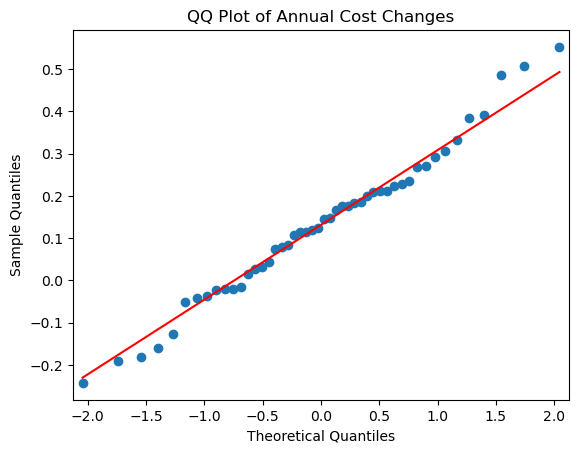 QQ Plot of Annual Cost Changes
Sample Quantiles
0.5
0.4
0.3
0.2
0.1
0.0
−0.1
−0.2
−2.0 −1.5 −1.0 −0.5 0.0 0.5 1.0 1.5 2.0
Theoretical Quantiles